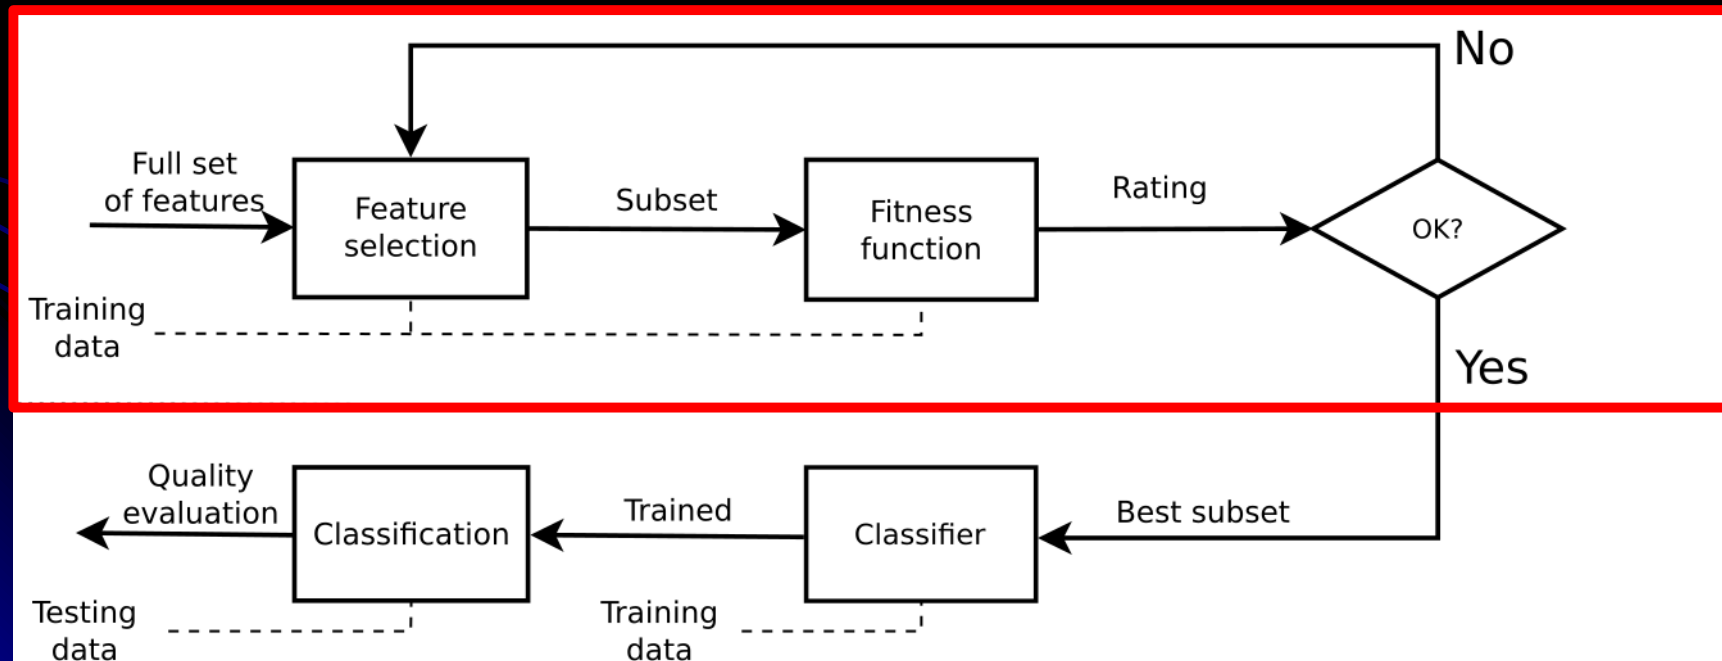 No
Full set
of features
Feature
selection
Subset
Fitness
function
Rating
OK?
Training
data
Yes
Quality
evaluation
Classification
Trained
Classifier
Best subset
Testing
data
Training
data